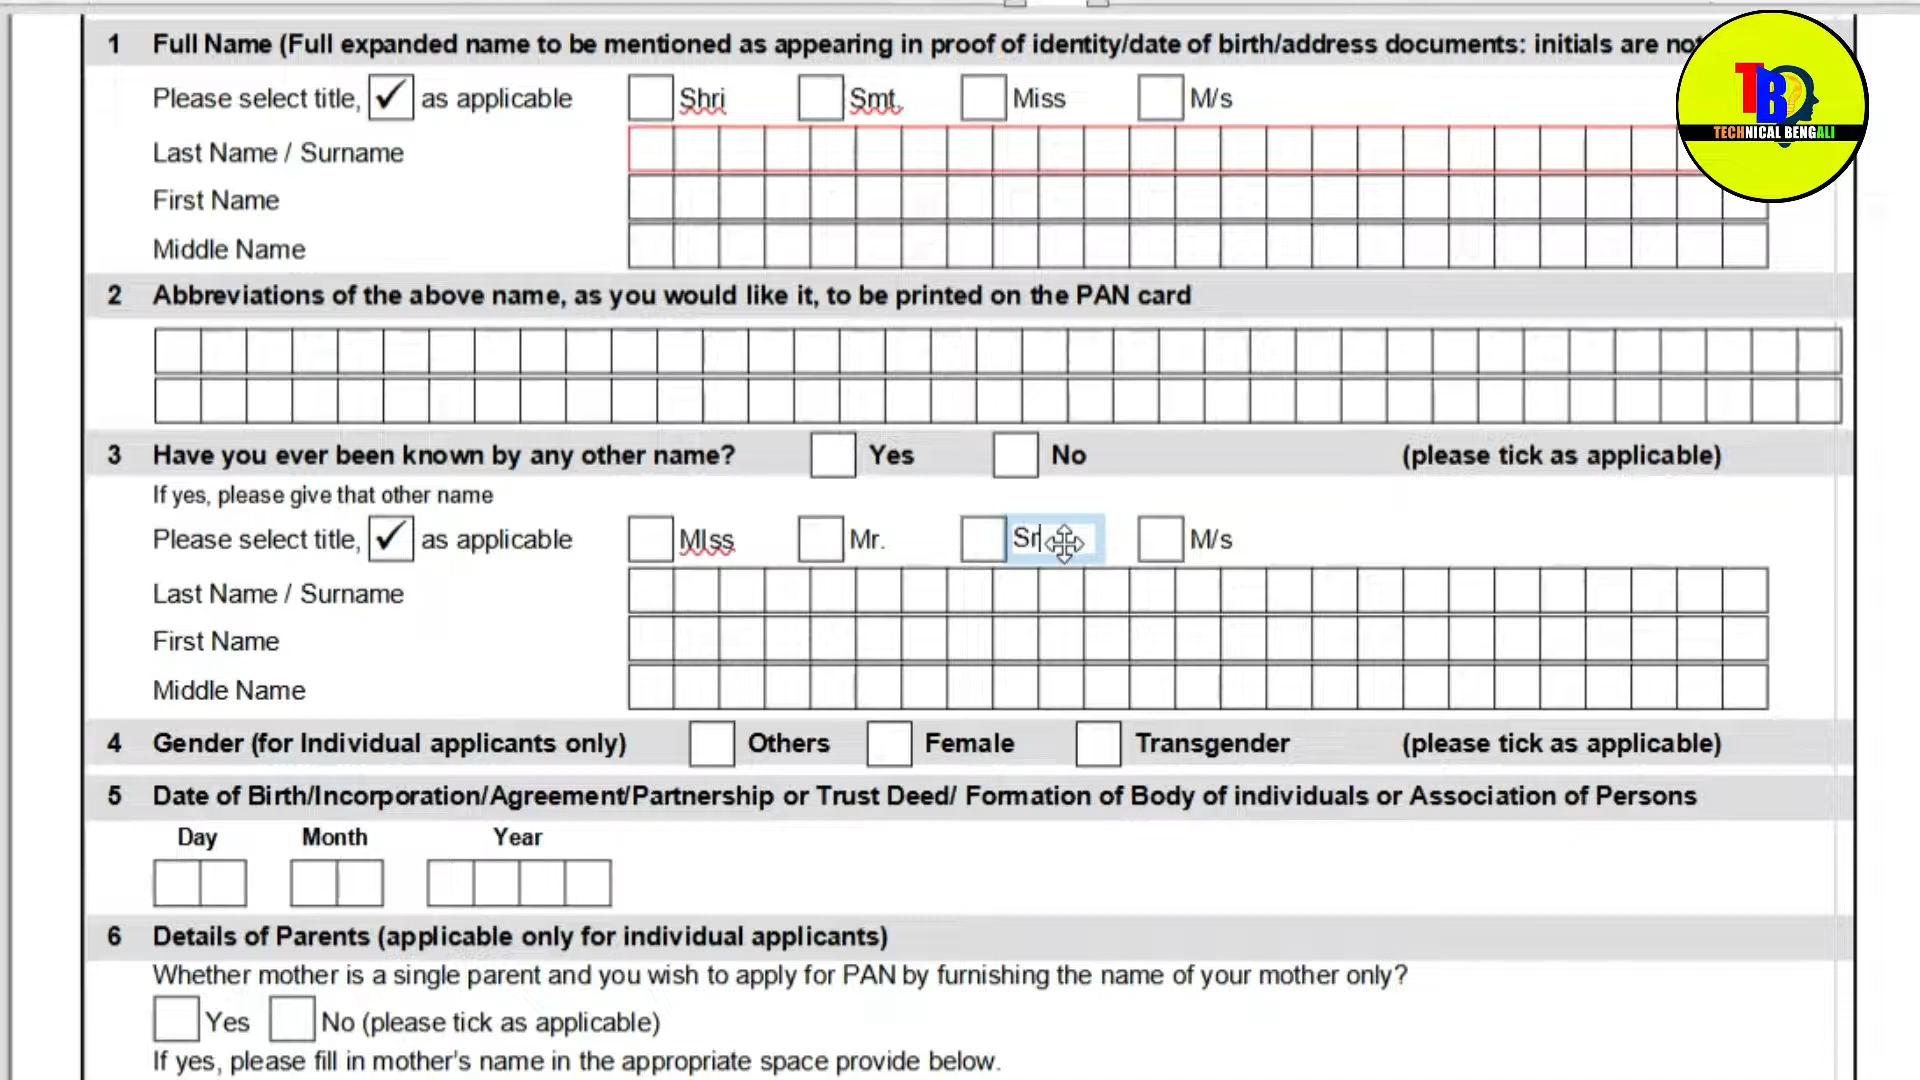 1 Full Name (Full expanded name to be mentioned as appearing in proof of identity/date of birth/address documents: initials are not
Please select title, ✓ as applicable Shri Smt. Miss M/s
Last Name / Surname
First Name
Middle Name
2 Abbreviations of the above name, as you would like it, to be printed on the PAN card
3 Have you ever been known by any other name? Yes No (please tick as applicable)
If yes, please give that other name
Please select title, ✓ as applicable MIss Mr. Sr M/s
Last Name / Surname
First Name
Middle Name
4 Gender (for Individual applicants only) Others Female Transgender (please tick as applicable)
5 Date of Birth/Incorporation/Agreement/Partnership or Trust Deed/ Formation of Body of individuals or Association of Persons
Day Month Year
6 Details of Parents (applicable only for individual applicants)
Whether mother is a single parent and you wish to apply for PAN by furnishing the name of your mother only?
Yes No (please tick as applicable)
If yes, please fill in mother's name in the appropriate space provide below.
TB
TECHNICAL BENGALI